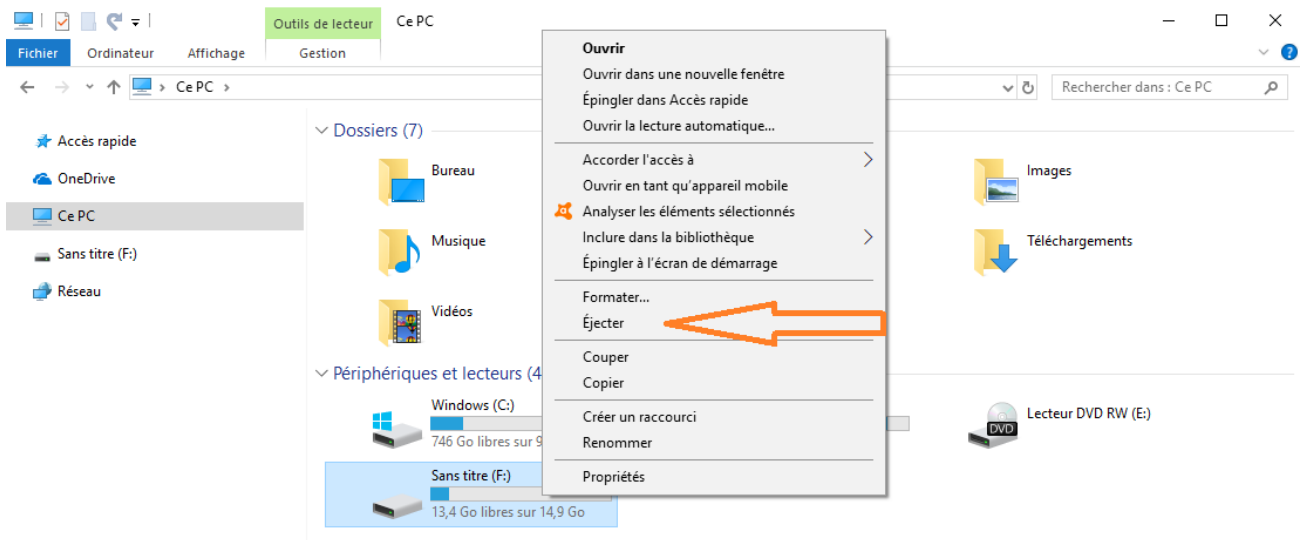 Outils de lecteur
Ce PC
Fichier
Ordinateur
Affichage
Gestion
Ce PC
Rechercher dans : Ce PC
Accès rapide
OneDrive
Ce PC
Sans titre (F:)
Réseau
Dossiers (7)
Bureau
Musique
Vidéos
Images
Téléchargements
Périphériques et lecteurs (4
Windows (C:)
746 Go libres sur 9
Sans titre (F:)
13,4 Go libres sur 14,9 Go
Lecteur DVD RW (E:)
DVD
Ouvrir
Ouvrir dans une nouvelle fenêtre
Épingler dans Accès rapide
Ouvrir la lecture automatique...
Accorder l'accès à
Ouvrir en tant qu'appareil mobile
Analyser les éléments sélectionnés
Inclure dans la bibliothèque
Épingler à l'écran de démarrage
Formater...
Éjecter
Couper
Copier
Créer un raccourci
Renommer
Propriétés